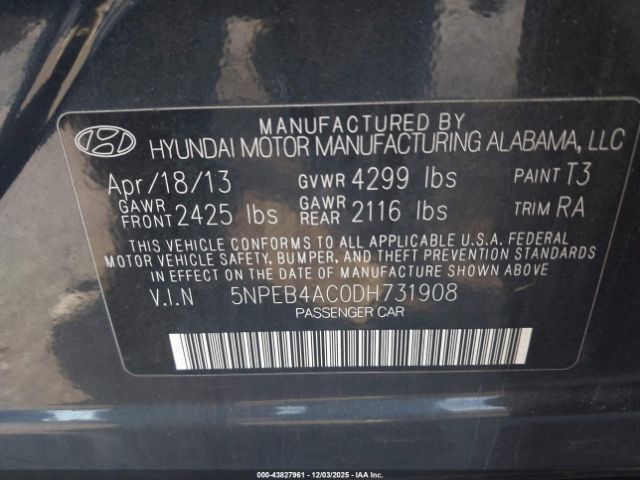 MANUFACTURED BY
HYUNDAI MOTOR MANUFACTURING ALABAMA, LLC
Apr/18/13 GVWR 4299 lbs PAINT T3
GAWR FRONT 2425 lbs GAWR REAR 2116 lbs TRIM RA
THIS VEHICLE CONFORMS TO ALL APPLICABLE U.S.A. FEDERAL
MOTOR VEHICLE SAFETY, BUMPER, AND THEFT PREVENTION STANDARDS
IN EFFECT ON THE DATE OF MANUFACTURE SHOWN ABOVE
V.I.N 5NPEB4AC0DH731908
PASSENGER CAR
000-43827961 - 12/03/2025 - IAAI.COM